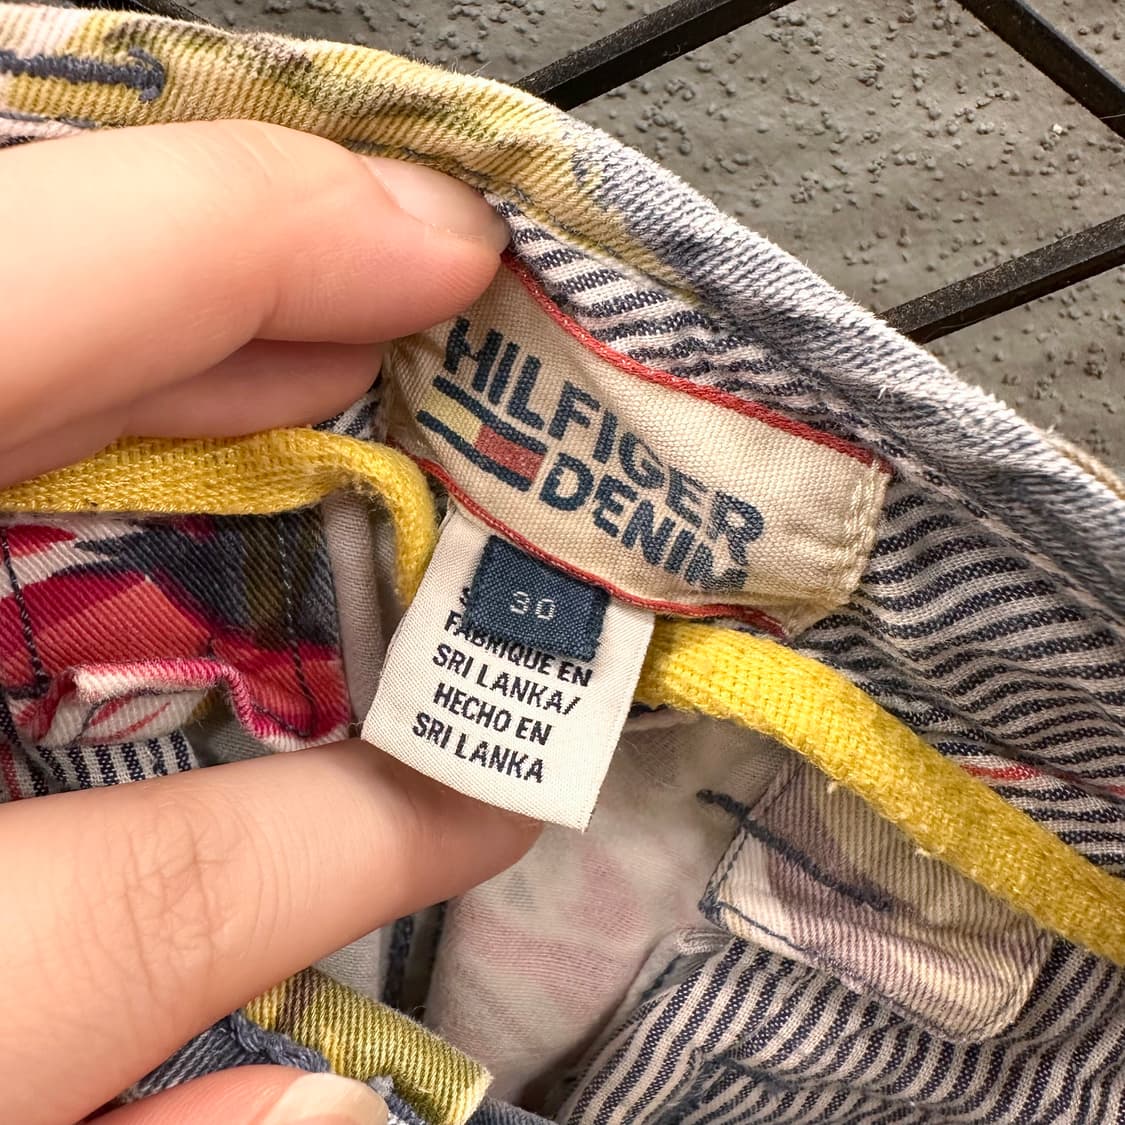 HILFIGER
DENIM
30
FABRIQUE EN
SRI LANKA/
HECHO EN
SRI LANKA